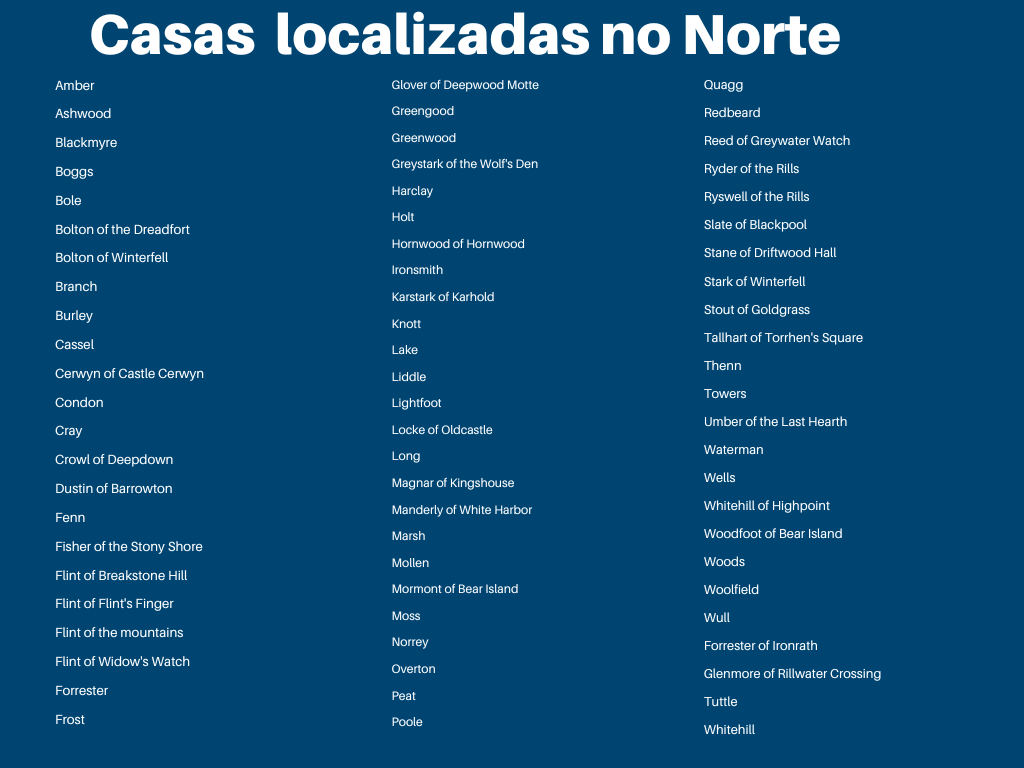 Casas localizadas no Norte
Amber
Ashwood
Blackmyre
Boggs
Bole
Bolton of the Dreadfort
Bolton of Winterfell
Branch
Burley
Cassel
Cerwyn of Castle Cerwyn
Condon
Cray
Crowl of Deepdown
Dustin of Barrowton
Fenn
Fisher of the Stony Shore
Flint of Breakstone Hill
Flint of Flint's Finger
Flint of the mountains
Flint of Widow's Watch
Forrester
Frost
Glover of Deepwood Motte
Greengood
Greenwood
Greystark of the Wolf's Den
Harclay
Holt
Hornwood of Hornwood
Ironsmith
Karstark of Karhold
Knott
Lake
Liddle
Lightfoot
Locke of Oldcastle
Long
Magnar of Kingshouse
Manderly of White Harbor
Marsh
Mollen
Mormont of Bear Island
Moss
Norrey
Overton
Peat
Poole
Quagg
Redbeard
Reed of Greywater Watch
Ryder of the Rills
Ryswell of the Rills
Slate of Blackpool
Stane of Driftwood Hall
Stark of Winterfell
Stout of Goldgrass
Tallhart of Torrhen's Square
Thenn
Towers
Umber of the Last Hearth
Waterman
Wells
Whitehill of Highpoint
Woodfoot of Bear Island
Woods
Woolfield
Wull
Forrester of Ironrath
Glenmore of Rillwater Crossing
Tuttle
Whitehill